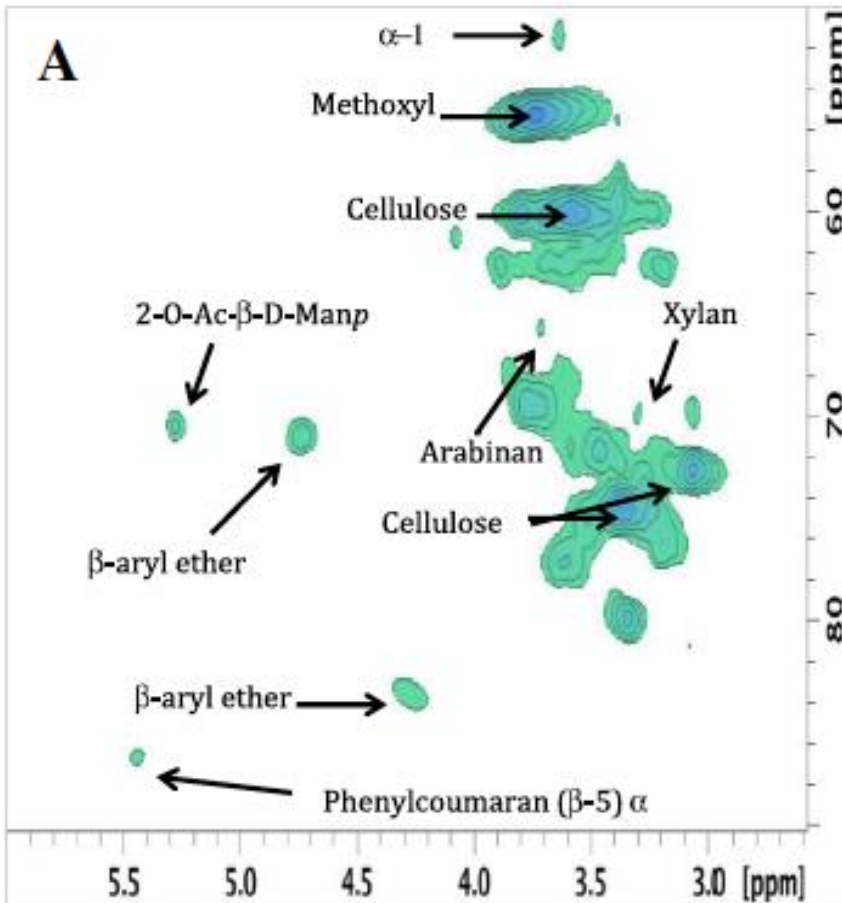 A
α–I
[ppm]
Methoxyl
Cellulose
60
2-O-Ac-β-D-Manp
Xylan
70
Arabinan
Cellulose
β-aryl ether
80
β-aryl ether
Phenylcoumaran (β-5) α
5.5 5.0 4.5 4.0 3.5 3.0 [ppm]